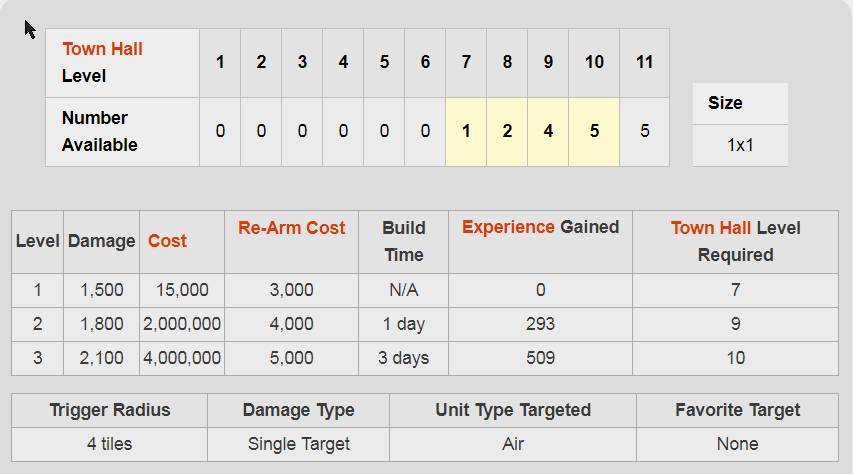 Town Hall Level 1 2 3 4 5 6 7 8 9 10 11
Number Available 0 0 0 0 0 0 1 2 4 5 5
Size
1x1
Level Damage Cost Re-Arm Cost Build Time Experience Gained Town Hall Level Required
1 1,500 15,000 3,000 N/A 0 7
2 1,800 2,000,000 4,000 1 day 293 9
3 2,100 4,000,000 5,000 3 days 509 10
Trigger Radius Damage Type Unit Type Targeted Favorite Target
4 tiles Single Target Air None